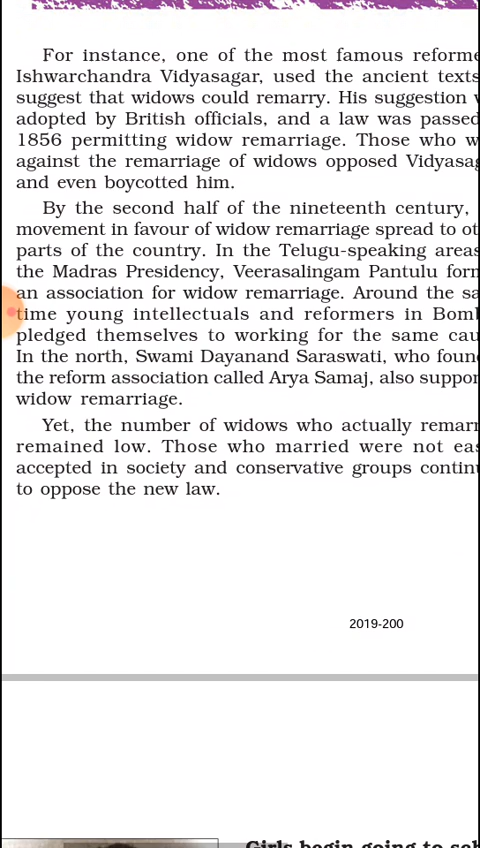 For instance, one of the most famous reforme
Ishwarchandra Vidyasagar, used the ancient texts
suggest that widows could remarry. His suggestion
adopted by British officials, and a law was passed
1856 permitting widow remarriage. Those who w
against the remarriage of widows opposed Vidyasag
and even boycotted him.
By the second half of the nineteenth century,
movement in favour of widow remarriage spread to ot
parts of the country. In the Telugu-speaking areas
the Madras Presidency, Veerasalingam Pantulu form
an association for widow remarriage. Around the sa
time young intellectuals and reformers in Bomb
pledged themselves to working for the same cau
In the north, Swami Dayanand Saraswati, who foun
the reform association called Arya Samaj, also suppor
widow remarriage.
Yet, the number of widows who actually remarr
remained low. Those who married were not eas
accepted in society and conservative groups contin
to oppose the new law.
2019-200
Girls begin going to sch